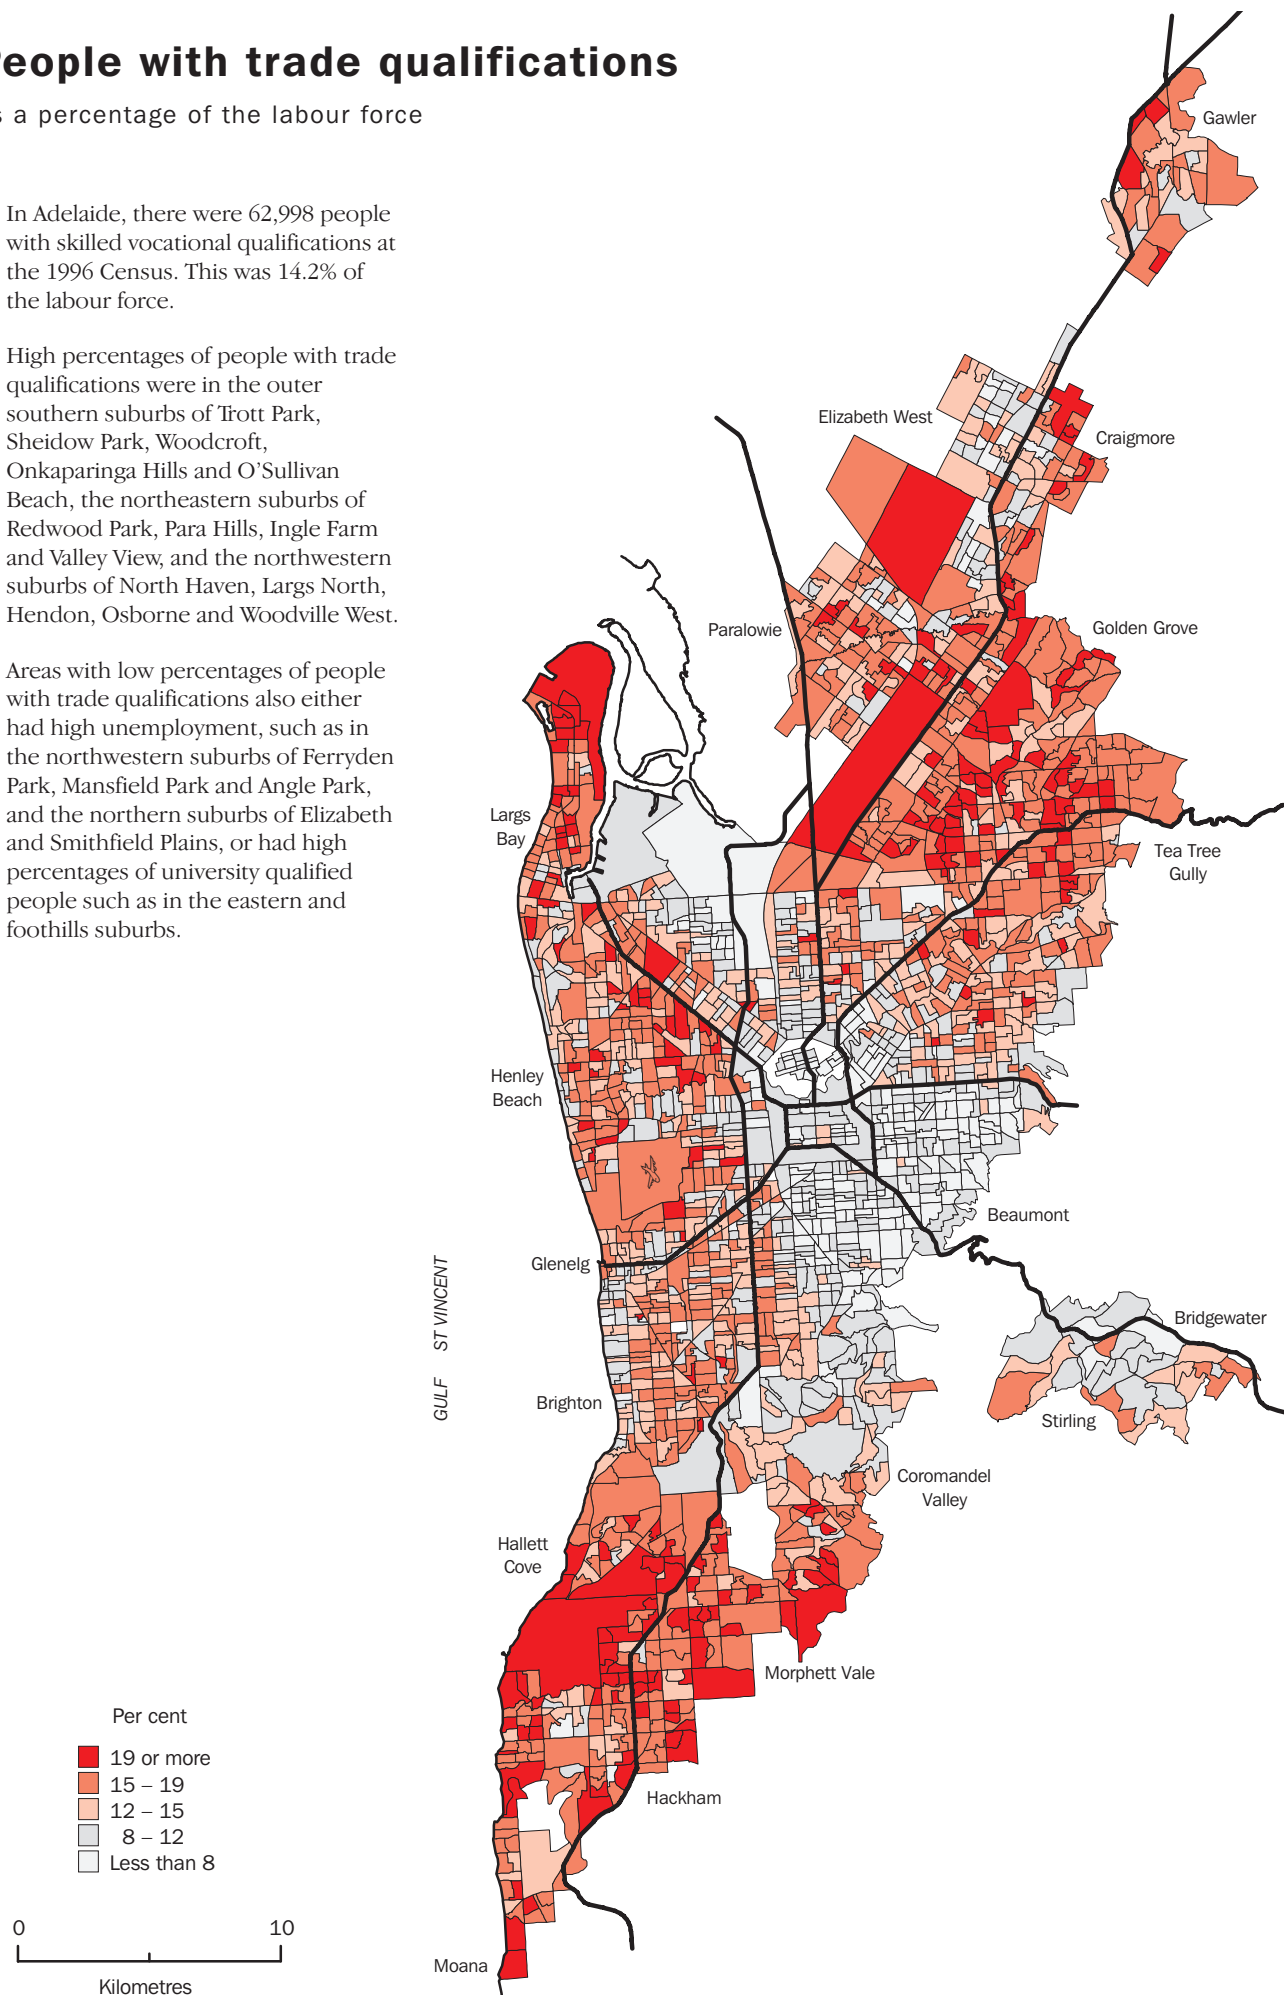 People with trade qualifications
s a percentage of the labour force
In Adelaide, there were 62,998 people
with skilled vocational qualifications at
the 1996 Census. This was 14.2% of
the labour force.
High percentages of people with trade
qualifications were in the outer
southern suburbs of Trott Park,
Sheidow Park, Woodcroft,
Onkaparinga Hills and O'Sullivan
Beach, the northeastern suburbs of
Redwood Park, Para Hills, Ingle Farm
and Valley View, and the northwestern
suburbs of North Haven, Largs North,
Hendon, Osborne and Woodville West.
Areas with low percentages of people
with trade qualifications also either
had high unemployment, such as in
the northwestern suburbs of Ferryden
Park, Mansfield Park and Angle Park,
and the northern suburbs of Elizabeth
and Smithfield Plains, or had high
percentages of university qualified
people such as in the eastern and
foothills suburbs.
Gawler
Elizabeth West
Craigmore
Paralowie
Golden Grove
Largs
Bay
Tea Tree
Gully
Henley
Beach
Beaumont
Glenelg
GULF ST VINCENT
Bridgewater
Brighton
Stirling
Coromandel
Valley
Hallett
Cove
Morphett Vale
Hackham
Moana
Per cent
19 or more
15 – 19
12 – 15
8 – 12
Less than 8
0 10
Kilometres